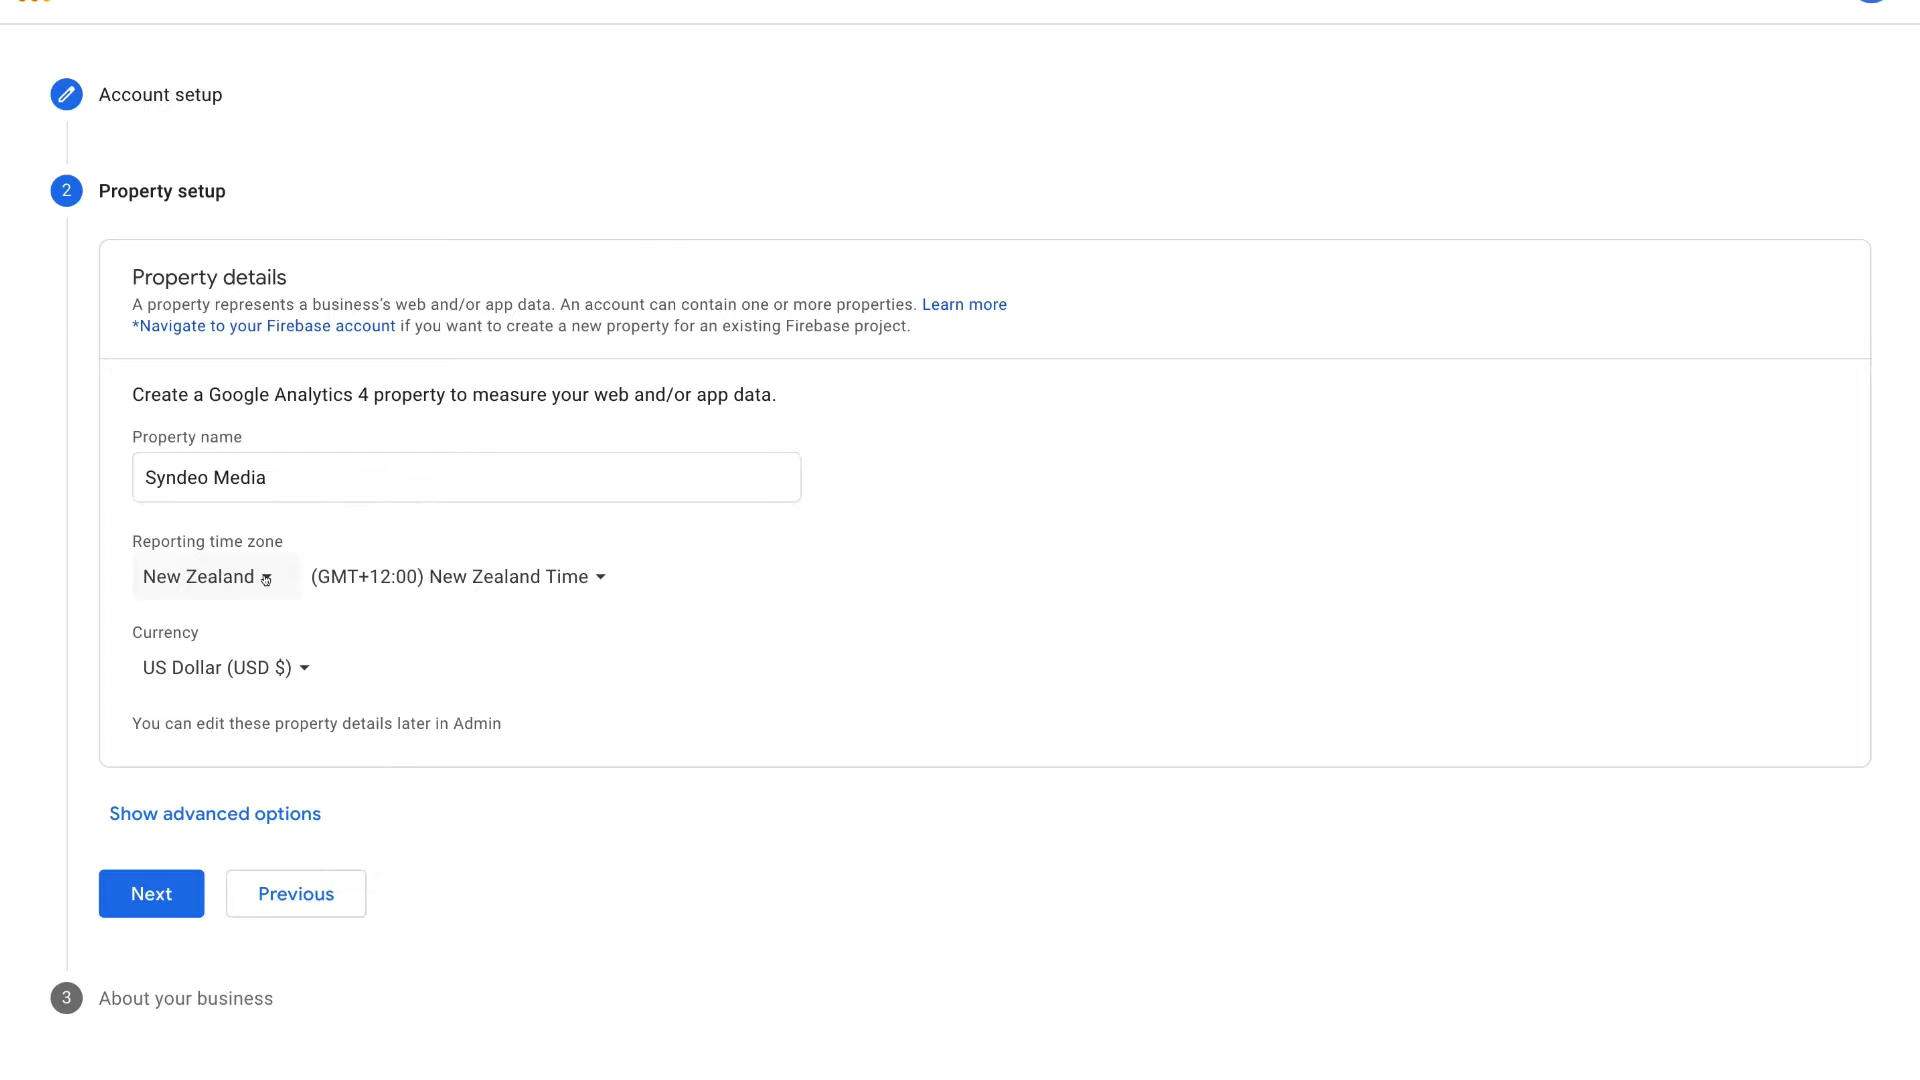 Account setup
2
Property setup
Property details
A property represents a business's web and/or app data. An account can contain one or more properties. Learn more
*Navigate to your Firebase account if you want to create a new property for an existing Firebase project.
Create a Google Analytics 4 property to measure your web and/or app data.
Property name
Syndeo Media
Reporting time zone
New Zealand (GMT+12:00) New Zealand Time
Currency
US Dollar (USD $)
You can edit these property details later in Admin
Show advanced options
Next Previous
3
About your business